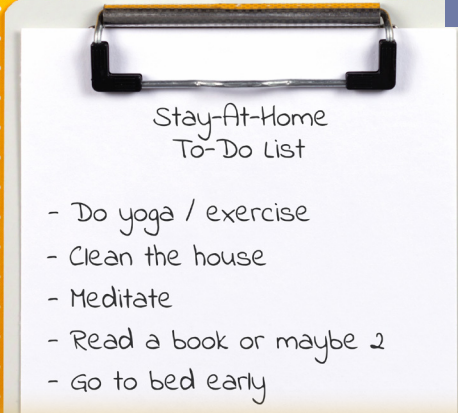 Stay-At-Home
To-Do List
- Do yoga / exercise
- Clean the house
- Meditate
- Read a book or maybe 2
- Go to bed early